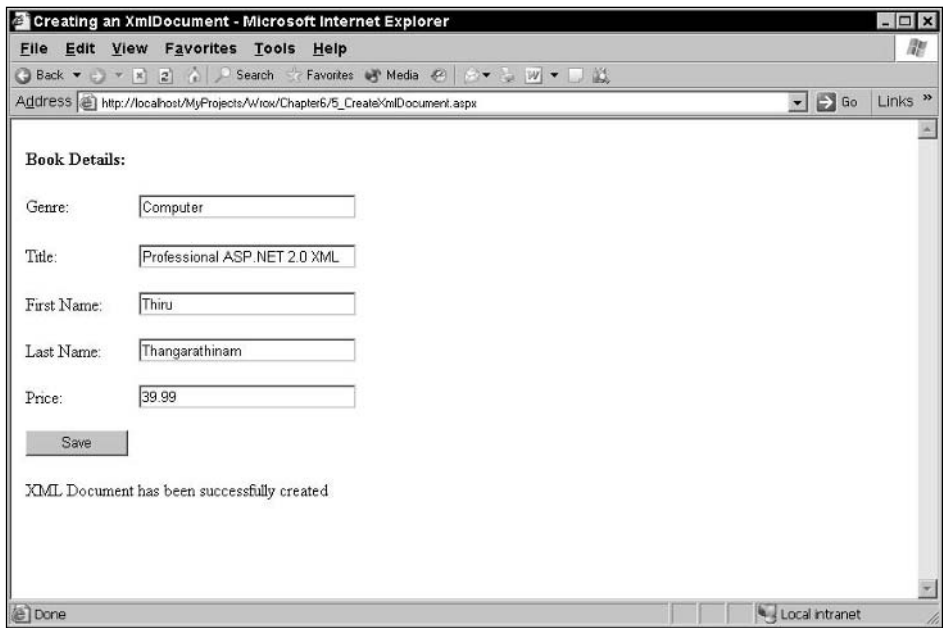 Creating an XmlDocument - Microsoft Internet Explorer
File Edit View Favorites Tools Help
Back Search Favorites Media
Address http://localhost/MyProjects/Wrox/Chapter6/5_CreateXmlDocument.aspx Go Links »
Book Details:
Genre: Computer
Title: Professional ASP.NET 2.0 XML
First Name: Thiru
Last Name: Thangarathinam
Price: 39.99
Save
XML Document has been successfully created
Done Local intranet